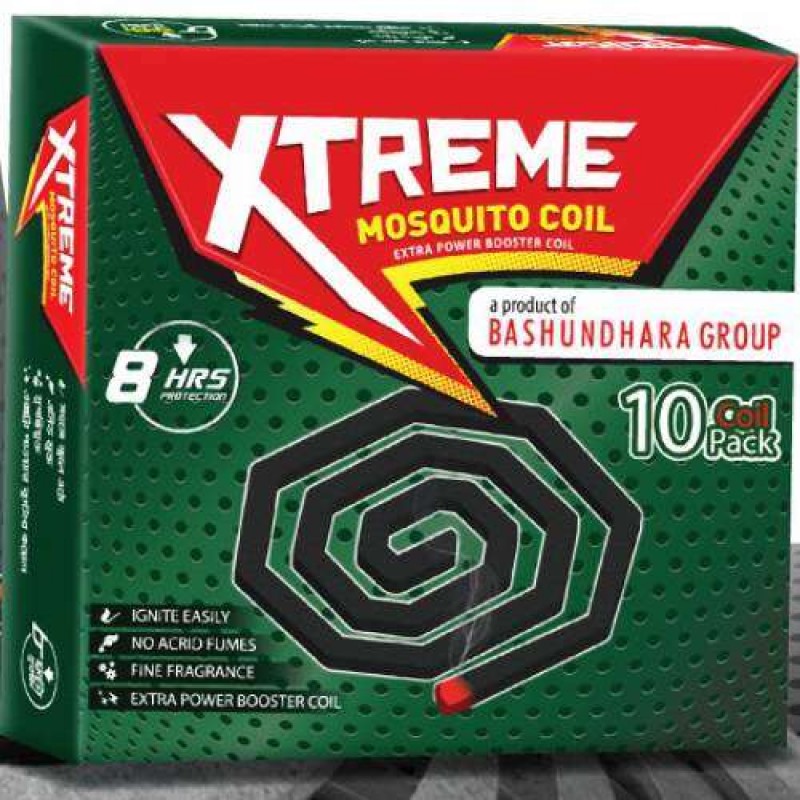 XTREME
MOSQUITO COIL
EXTRA POWER BOOSTER COIL
a product of
BASHUNDHARA GROUP
8 HRS
PROTECTION
10 Coil
Pack
IGNITE EASILY
NO ACRID FUMES
FINE FRAGRANCE
EXTRA POWER BOOSTER COIL
XTREME
MOSQUITO COIL